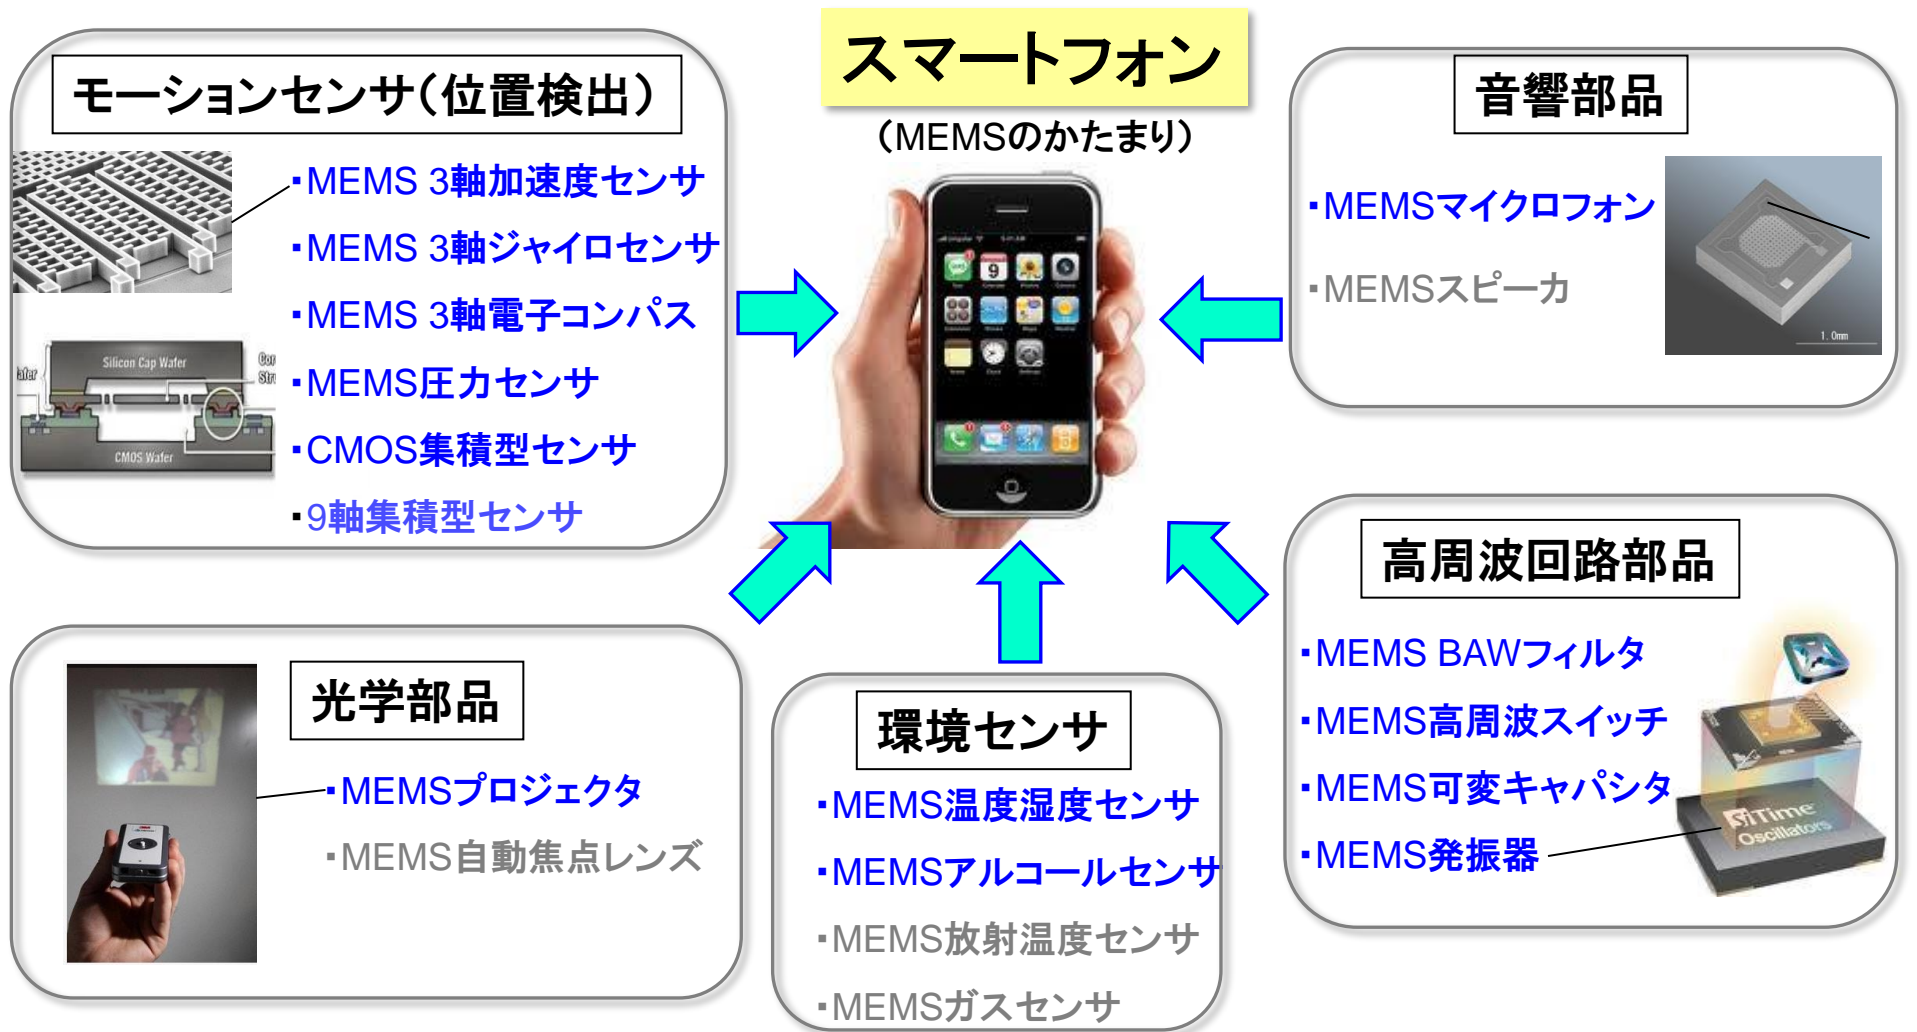 スマートフォン
(MEMSのかたまり)
モーションセンサ(位置検出)
・MEMS 3軸加速度センサ
・MEMS 3軸ジャイロセンサ
・MEMS 3軸電子コンパス
・MEMS圧力センサ
・CMOS集積型センサ
・9軸集積型センサ
Silicon Cap Wafer
CMOS Wafer
音響部品
・MEMSマイクロフォン
・MEMSスピーカ
1.0mm
高周波回路部品
・MEMS BAWフィルタ
・MEMS高周波スイッチ
・MEMS可変キャパシタ
・MEMS発振器
SiTime
Oscillators
光学部品
・MEMSプロジェクタ
・MEMS自動焦点レンズ
環境センサ
・MEMS温度湿度センサ
・MEMSアルコールセンサ
・MEMS放射温度センサ
・MEMSガスセンサ